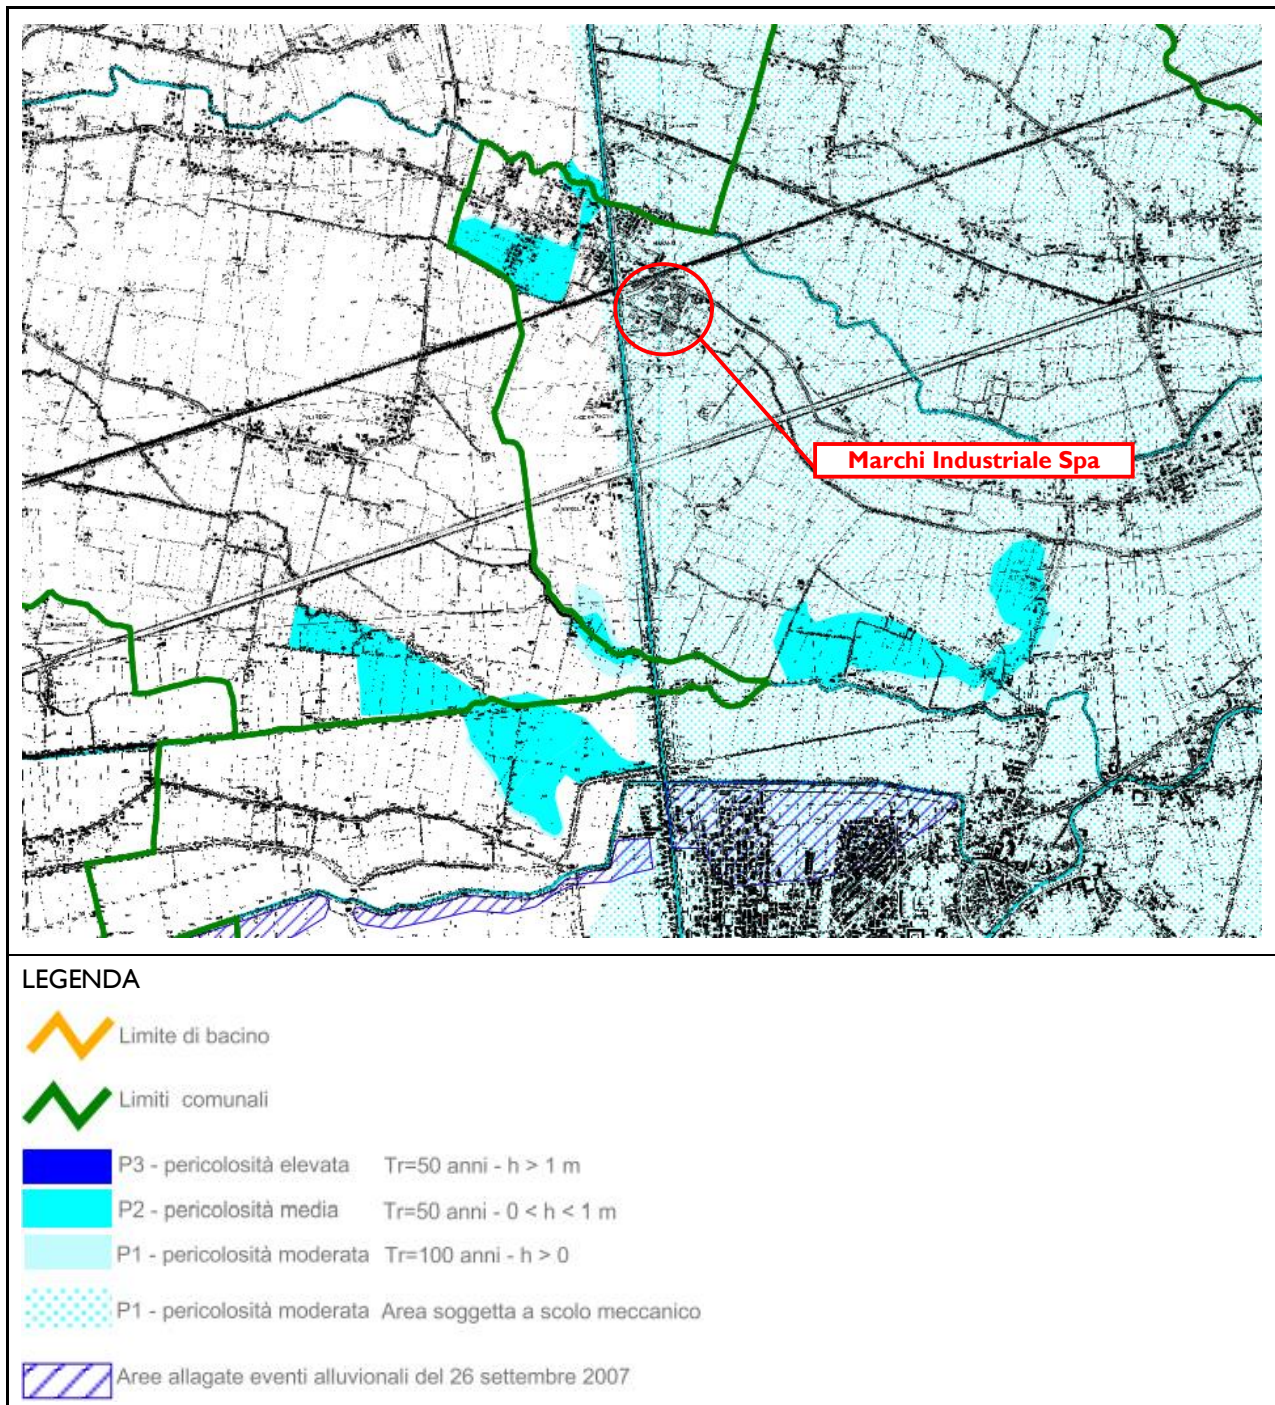 Marchi Industriale Spa
LEGENDA
Limite di bacino
Limiti comunali
P3 - pericolosità elevata Tr=50 anni - h > 1 m
P2 - pericolosità media Tr=50 anni - 0 < h < 1 m
P1 - pericolosità moderata Tr=100 anni - h > 0
P1 - pericolosità moderata Area soggetta a scolo meccanico
Aree allagate eventi alluvionali del 26 settembre 2007